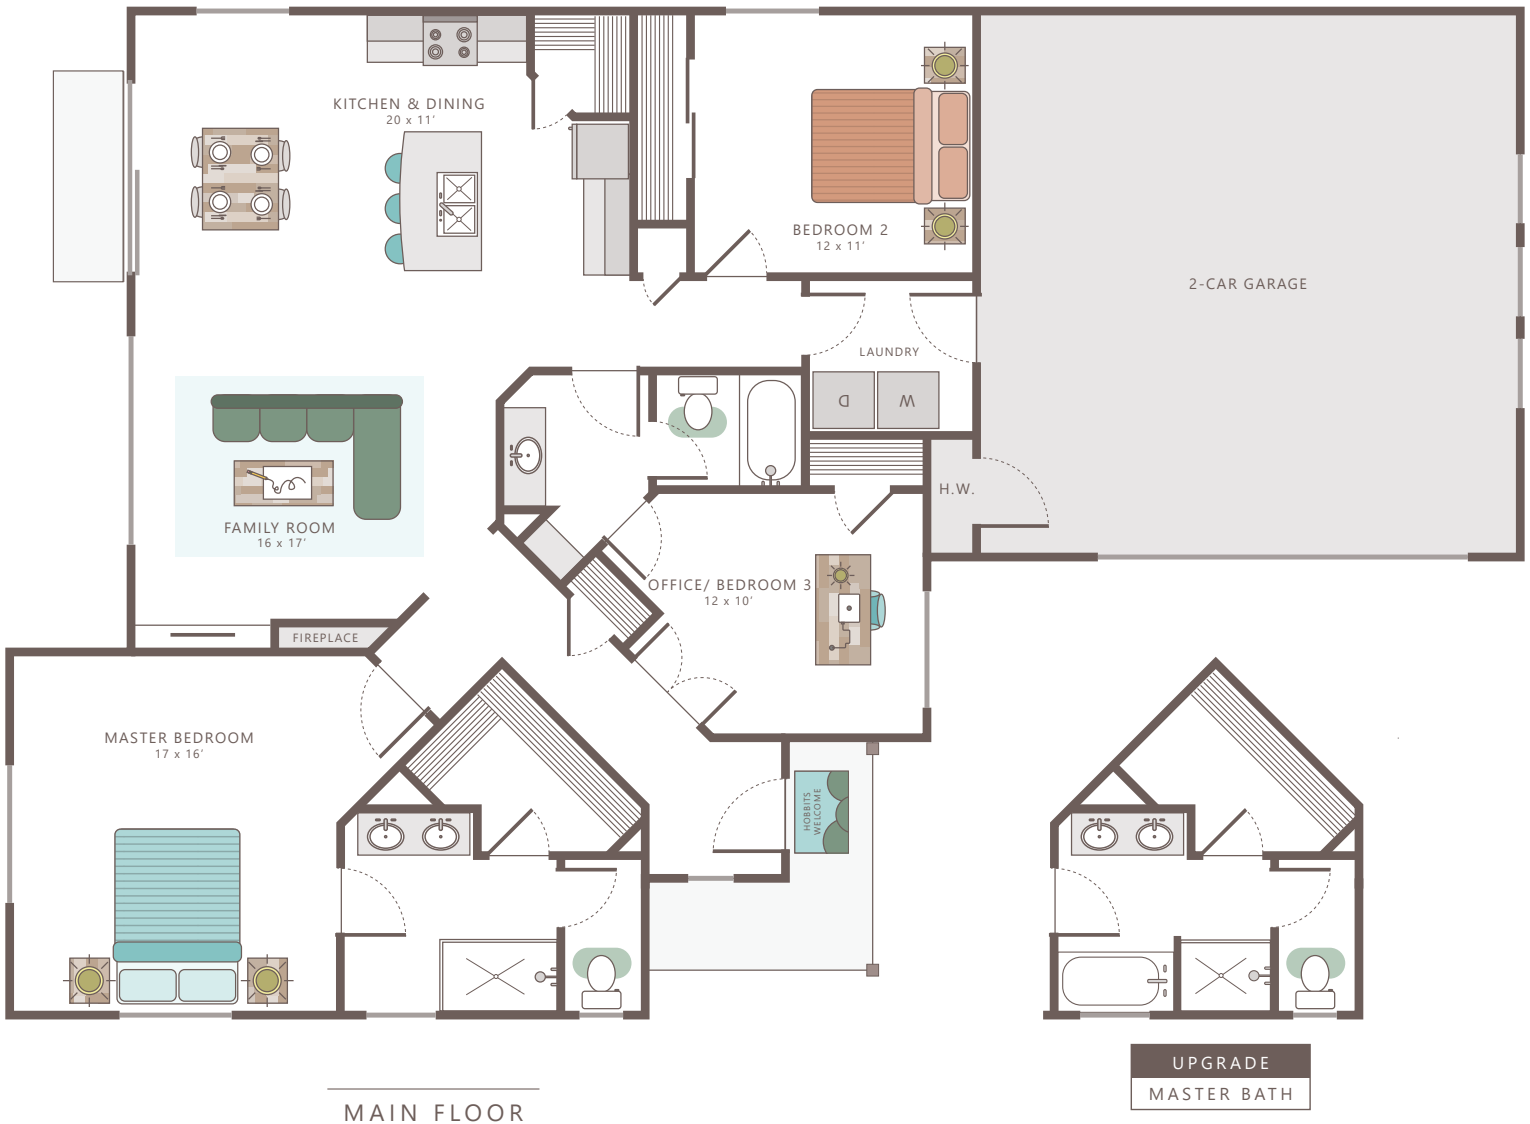 KITCHEN & DINING
20 x 11′
BEDROOM 2
12 x 11′
2-CAR GARAGE
LAUNDRY
D
W
H.W.
FAMILY ROOM
16 x 17′
OFFICE/ BEDROOM 3
12 x 10′
FIREPLACE
MASTER BEDROOM
17 x 16′
HOBBITS
WELCOME
UPGRADE
MASTER BATH
MAIN FLOOR